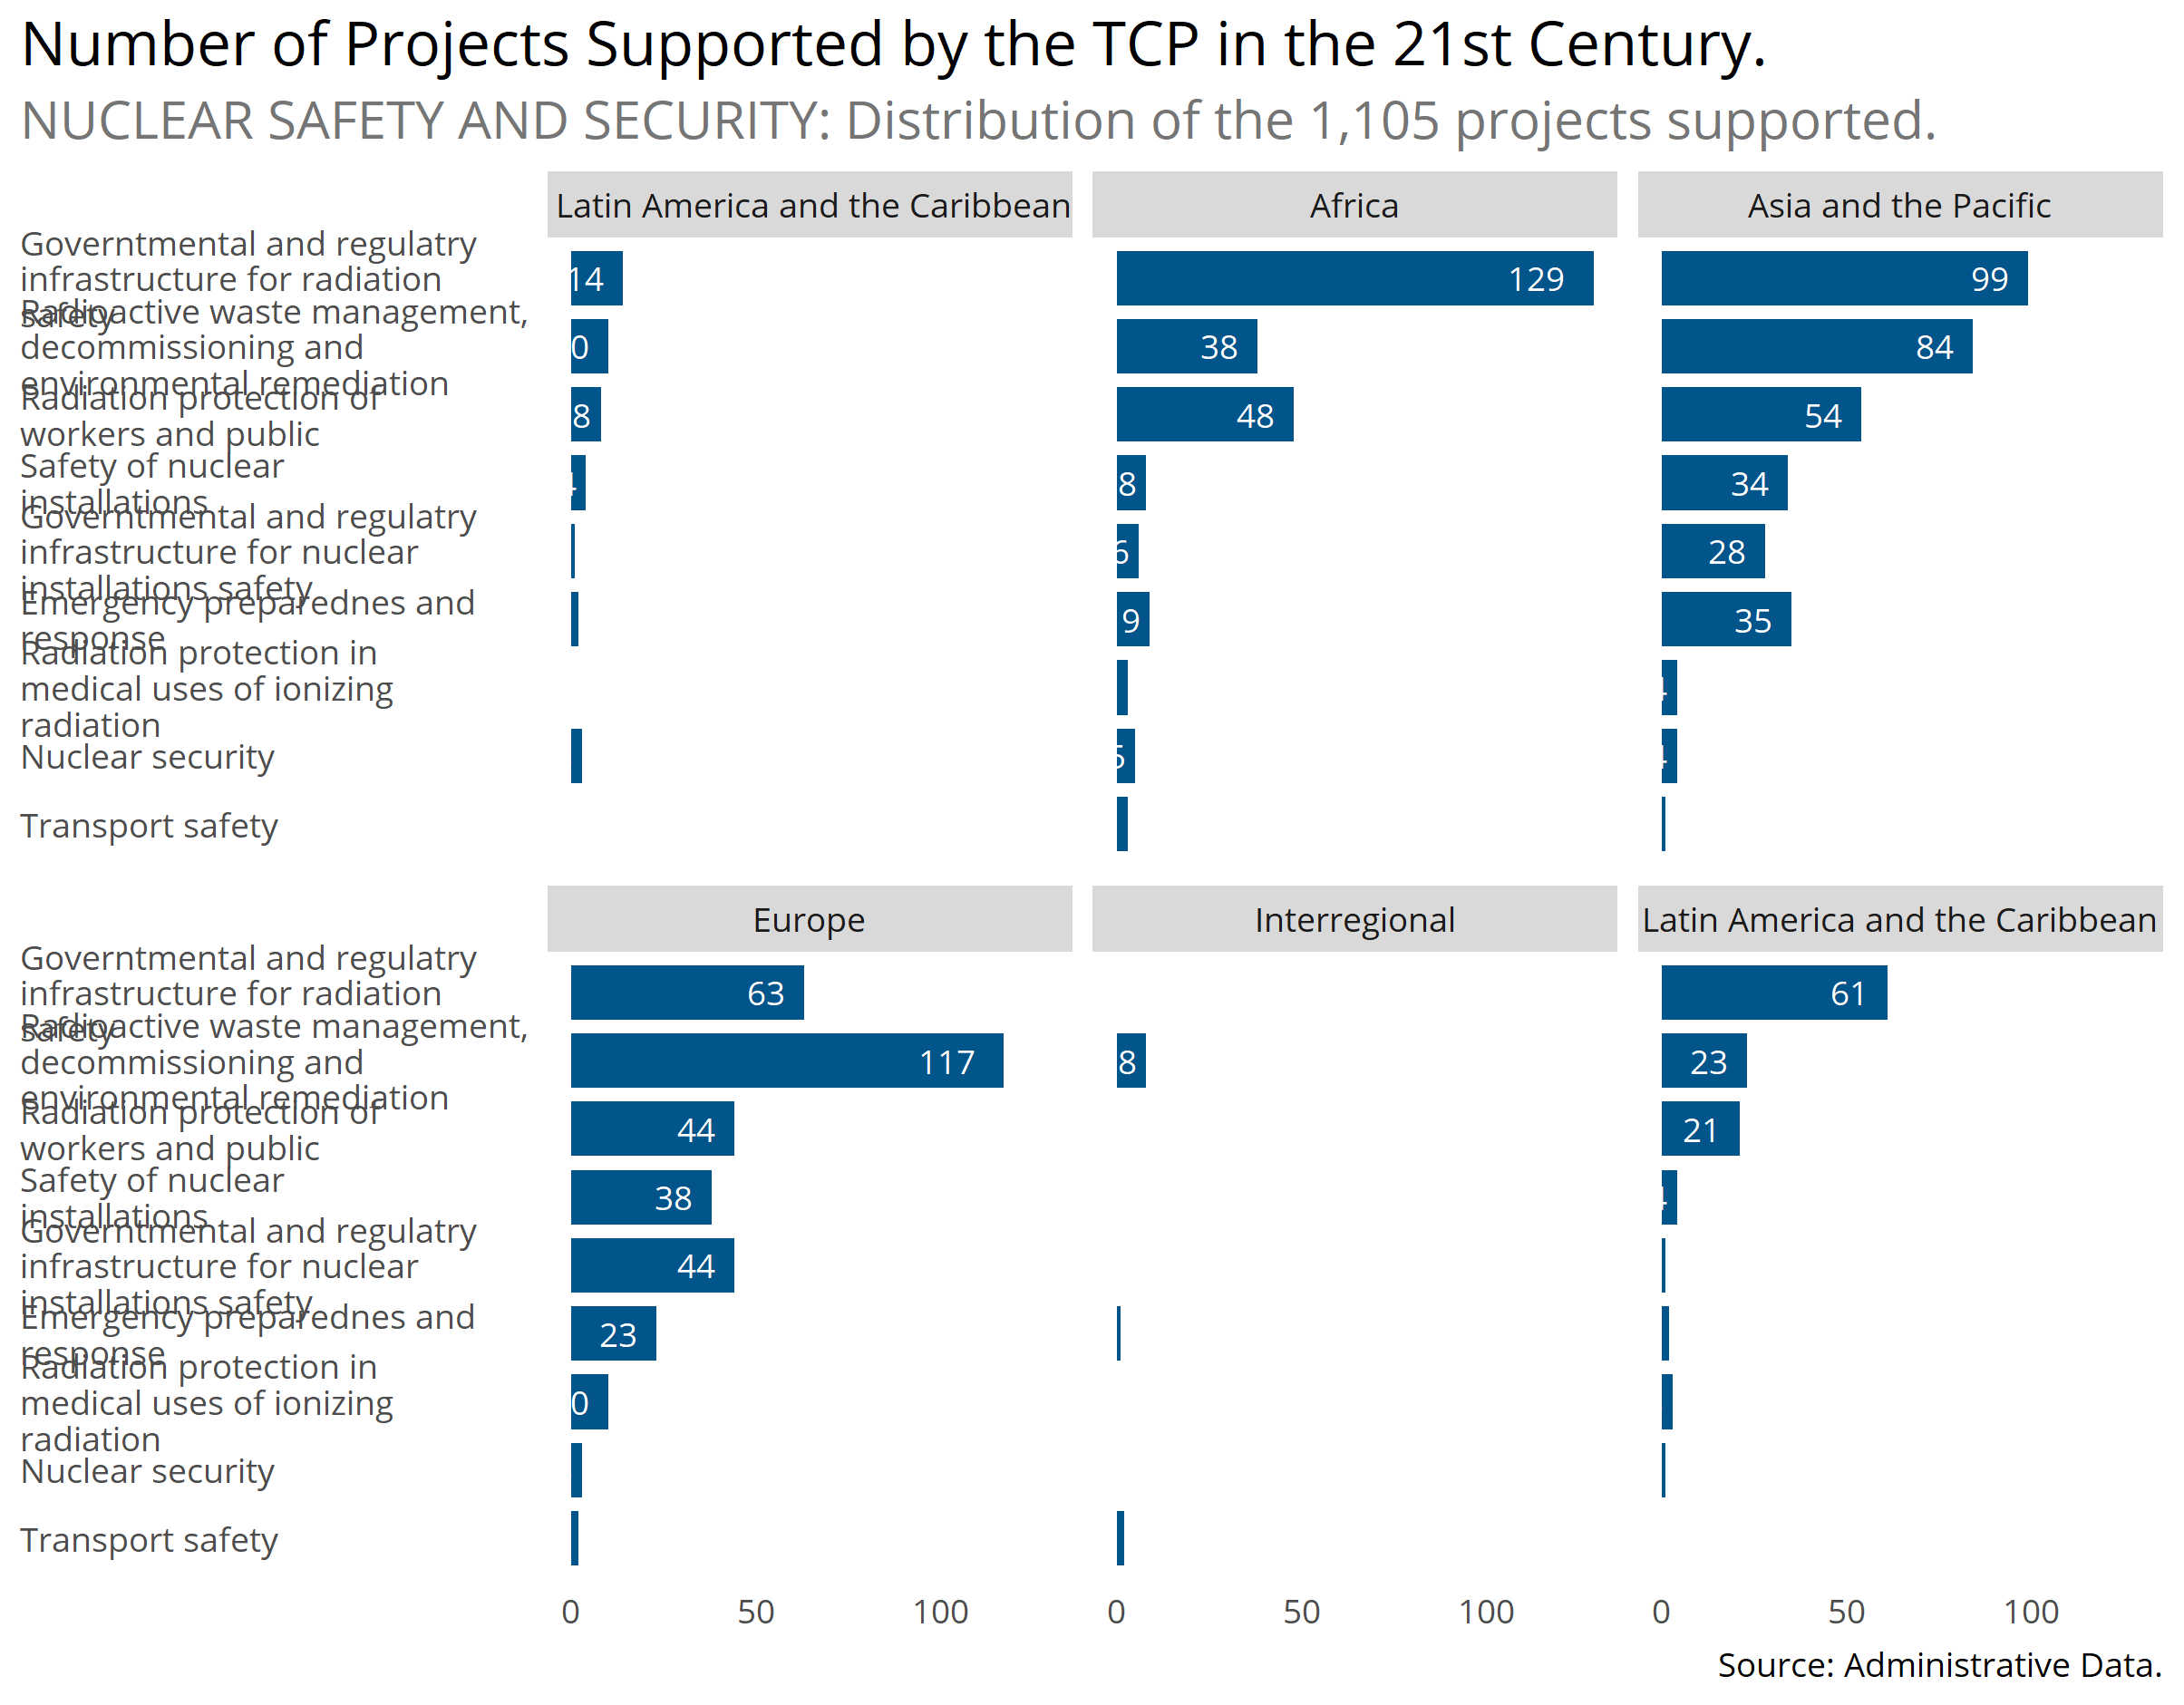 Number of Projects Supported by the TCP in the 21st Century.
NUCLEAR SAFETY AND SECURITY: Distribution of the 1,105 projects supported.
Latin America and the Caribbean
Africa
Asia and the Pacific
Governtmental and regulatry
infrastructure for radiation
safety
14
129
99
Radioactive waste management,
decommissioning and
environmental remediation
0
38
84
Radiation protection of
workers and public
8
48
54
Safety of nuclear
installations
4
8
34
Governtmental and regulatry
infrastructure for nuclear
installations safety
6
28
Emergency preparednes and
response
9
35
Radiation protection in
medical uses of ionizing
radiation
4
Nuclear security
5
4
Transport safety
Europe
Interregional
Latin America and the Caribbean
Governtmental and regulatry
infrastructure for radiation
safety
63
61
Radioactive waste management,
decommissioning and
environmental remediation
117
8
23
Radiation protection of
workers and public
44
21
Safety of nuclear
installations
38
4
Governtmental and regulatry
infrastructure for nuclear
installations safety
44
Emergency preparednes and
response
23
Radiation protection in
medical uses of ionizing
radiation
0
Nuclear security
Transport safety
0 50 100
0 50 100
0 50 100
Source: Administrative Data.